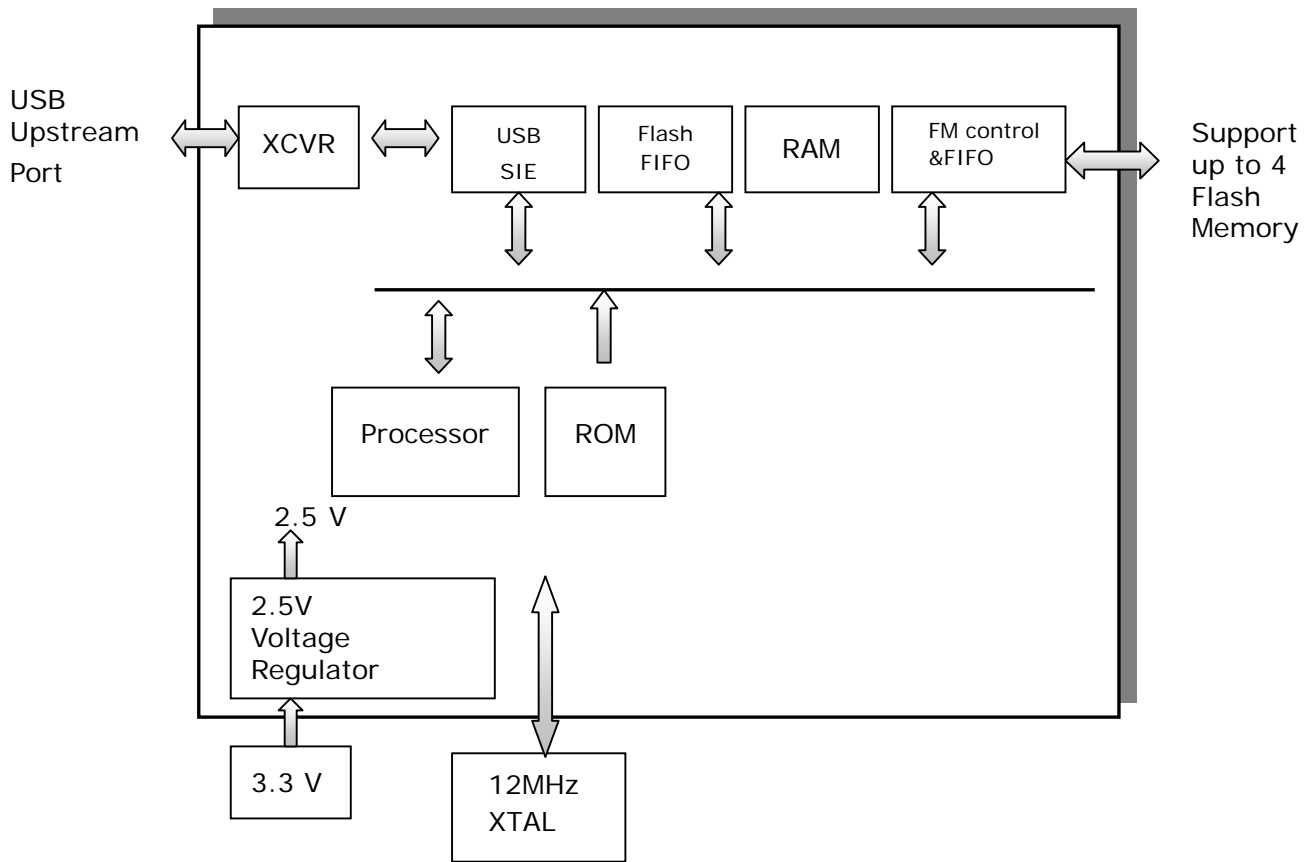 USB
Upstream
Port
XCVR
USB
SIE
Flash
FIFO
RAM
FM control
&FIFO
Support
up to 4
Flash
Memory
Processor
ROM
2.5 V
2.5V
Voltage
Regulator
3.3 V
12MHz
XTAL